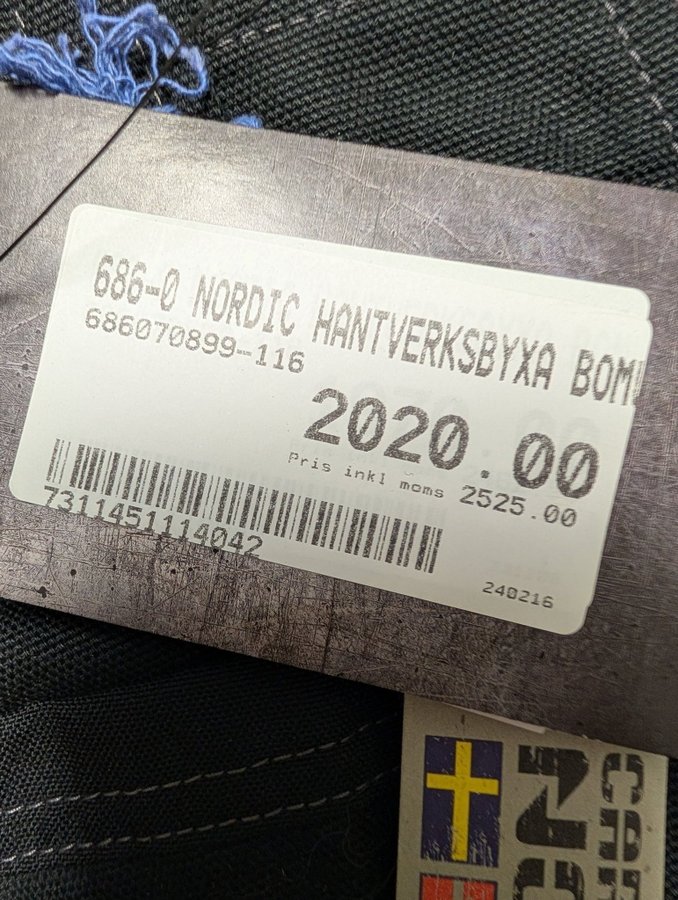 686-0 NORDIC HANTVERKSBYXA BOM
686070899-116
2020.00
Pris inkl moms 2525.00
7311451114042
240216